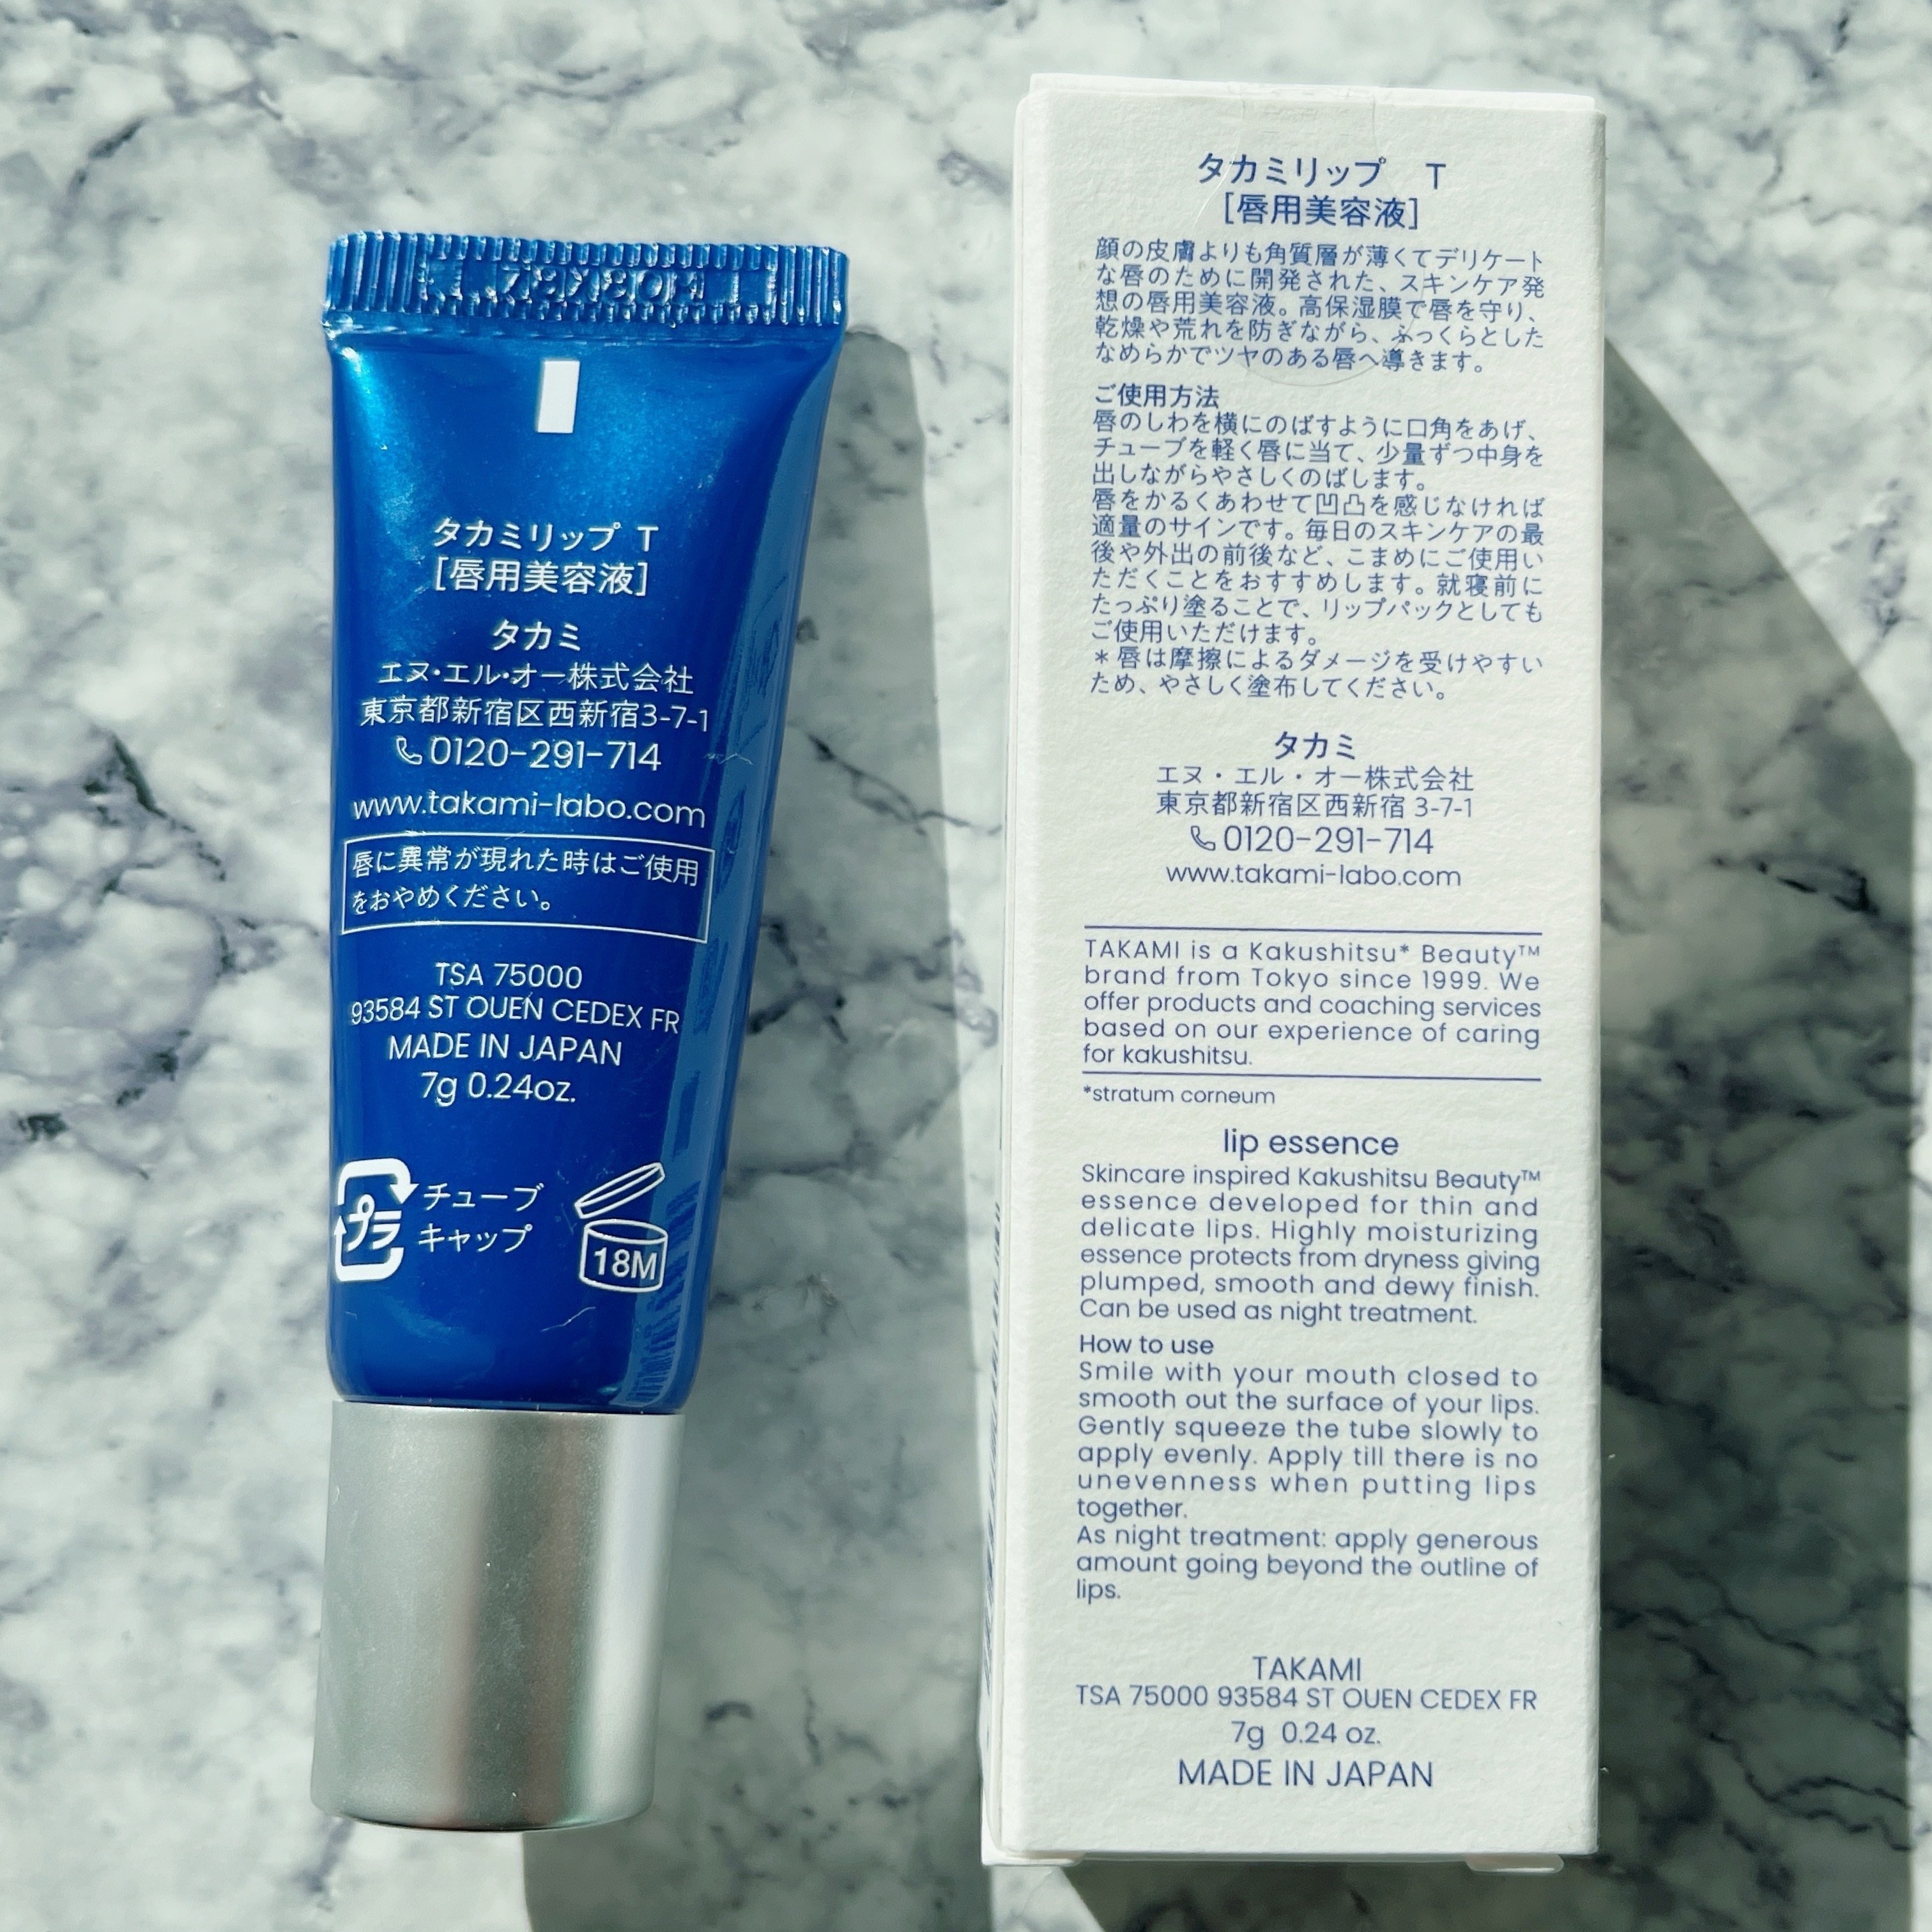 タカミリップ T
[唇用美容液]
タカミ
エヌ・エル・オー株式会社
東京都新宿区西新宿3-7-1
0120-291-714
www.takami-labo.com
唇に異常が現れた時はご使用
をおやめください。
TSA 75000
93584 ST OUEN CEDEX FR
MADE IN JAPAN
7g 0.24oz.
プラ
チューブ
キャップ
18M
タカミリップ T
[唇用美容液]
顔の皮膚よりも角質層が薄くてデリケート
な唇のために開発された、スキンケア発
想の唇用美容液。高保湿膜で唇を守り、
乾燥や荒れを防ぎながら、ふっくらとした
なめらかでツヤのある唇へ導きます。
ご使用方法
唇のしわを横にのばすように口角をあげ、
チューブを軽く唇に当て、少量ずつ中身を
出しながらやさしくのばします。
唇をかるくあわせて凹凸を感じなければ
適量のサインです。毎日のスキンケアの最
後や外出の前後など、こまめにご使用い
ただくことをおすすめします。就寝前に
たっぷり塗ることで、リップパックとしても
ご使用いただけます。
＊唇は摩擦によるダメージを受けやすい
ため、やさしく塗布してください。
タカミ
エヌ・エル・オー株式会社
東京都新宿区西新宿 3-7-1
0120-291-714
www.takami-labo.com
TAKAMI is a Kakushitsu* Beauty™
brand from Tokyo since 1999. We
offer products and coaching services
based on our experience of caring
for kakushitsu.
*stratum corneum
lip essence
Skincare inspired Kakushitsu Beauty™
essence developed for thin and
delicate lips. Highly moisturizing
essence protects from dryness giving
plumped, smooth and dewy finish.
Can be used as night treatment.
How to use
Smile with your mouth closed to
smooth out the surface of your lips.
Gently squeeze the tube slowly to
apply evenly. Apply till there is no
unevenness when putting lips
together.
As night treatment: apply generous
amount going beyond the outline of
lips.
TAKAMI
TSA 75000 93584 ST OUEN CEDEX FR
7g 0.24 oz.
MADE IN JAPAN